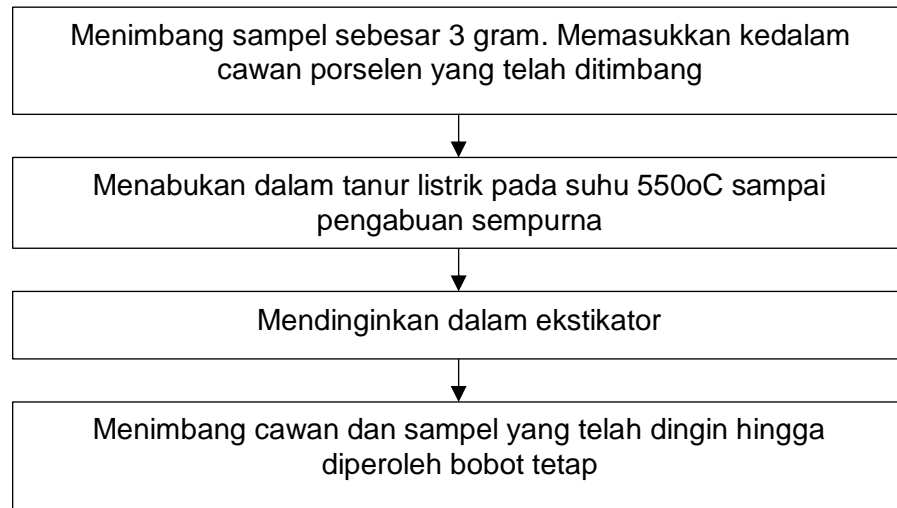 Menimbang sampel sebesar 3 gram. Memasukkan kedalam
cawan porselen yang telah ditimbang
Menabukan dalam tanur listrik pada suhu 550oC sampai
pengabuan sempurna
Mendinginkan dalam ekstikator
Menimbang cawan dan sampel yang telah dingin hingga
diperoleh bobot tetap